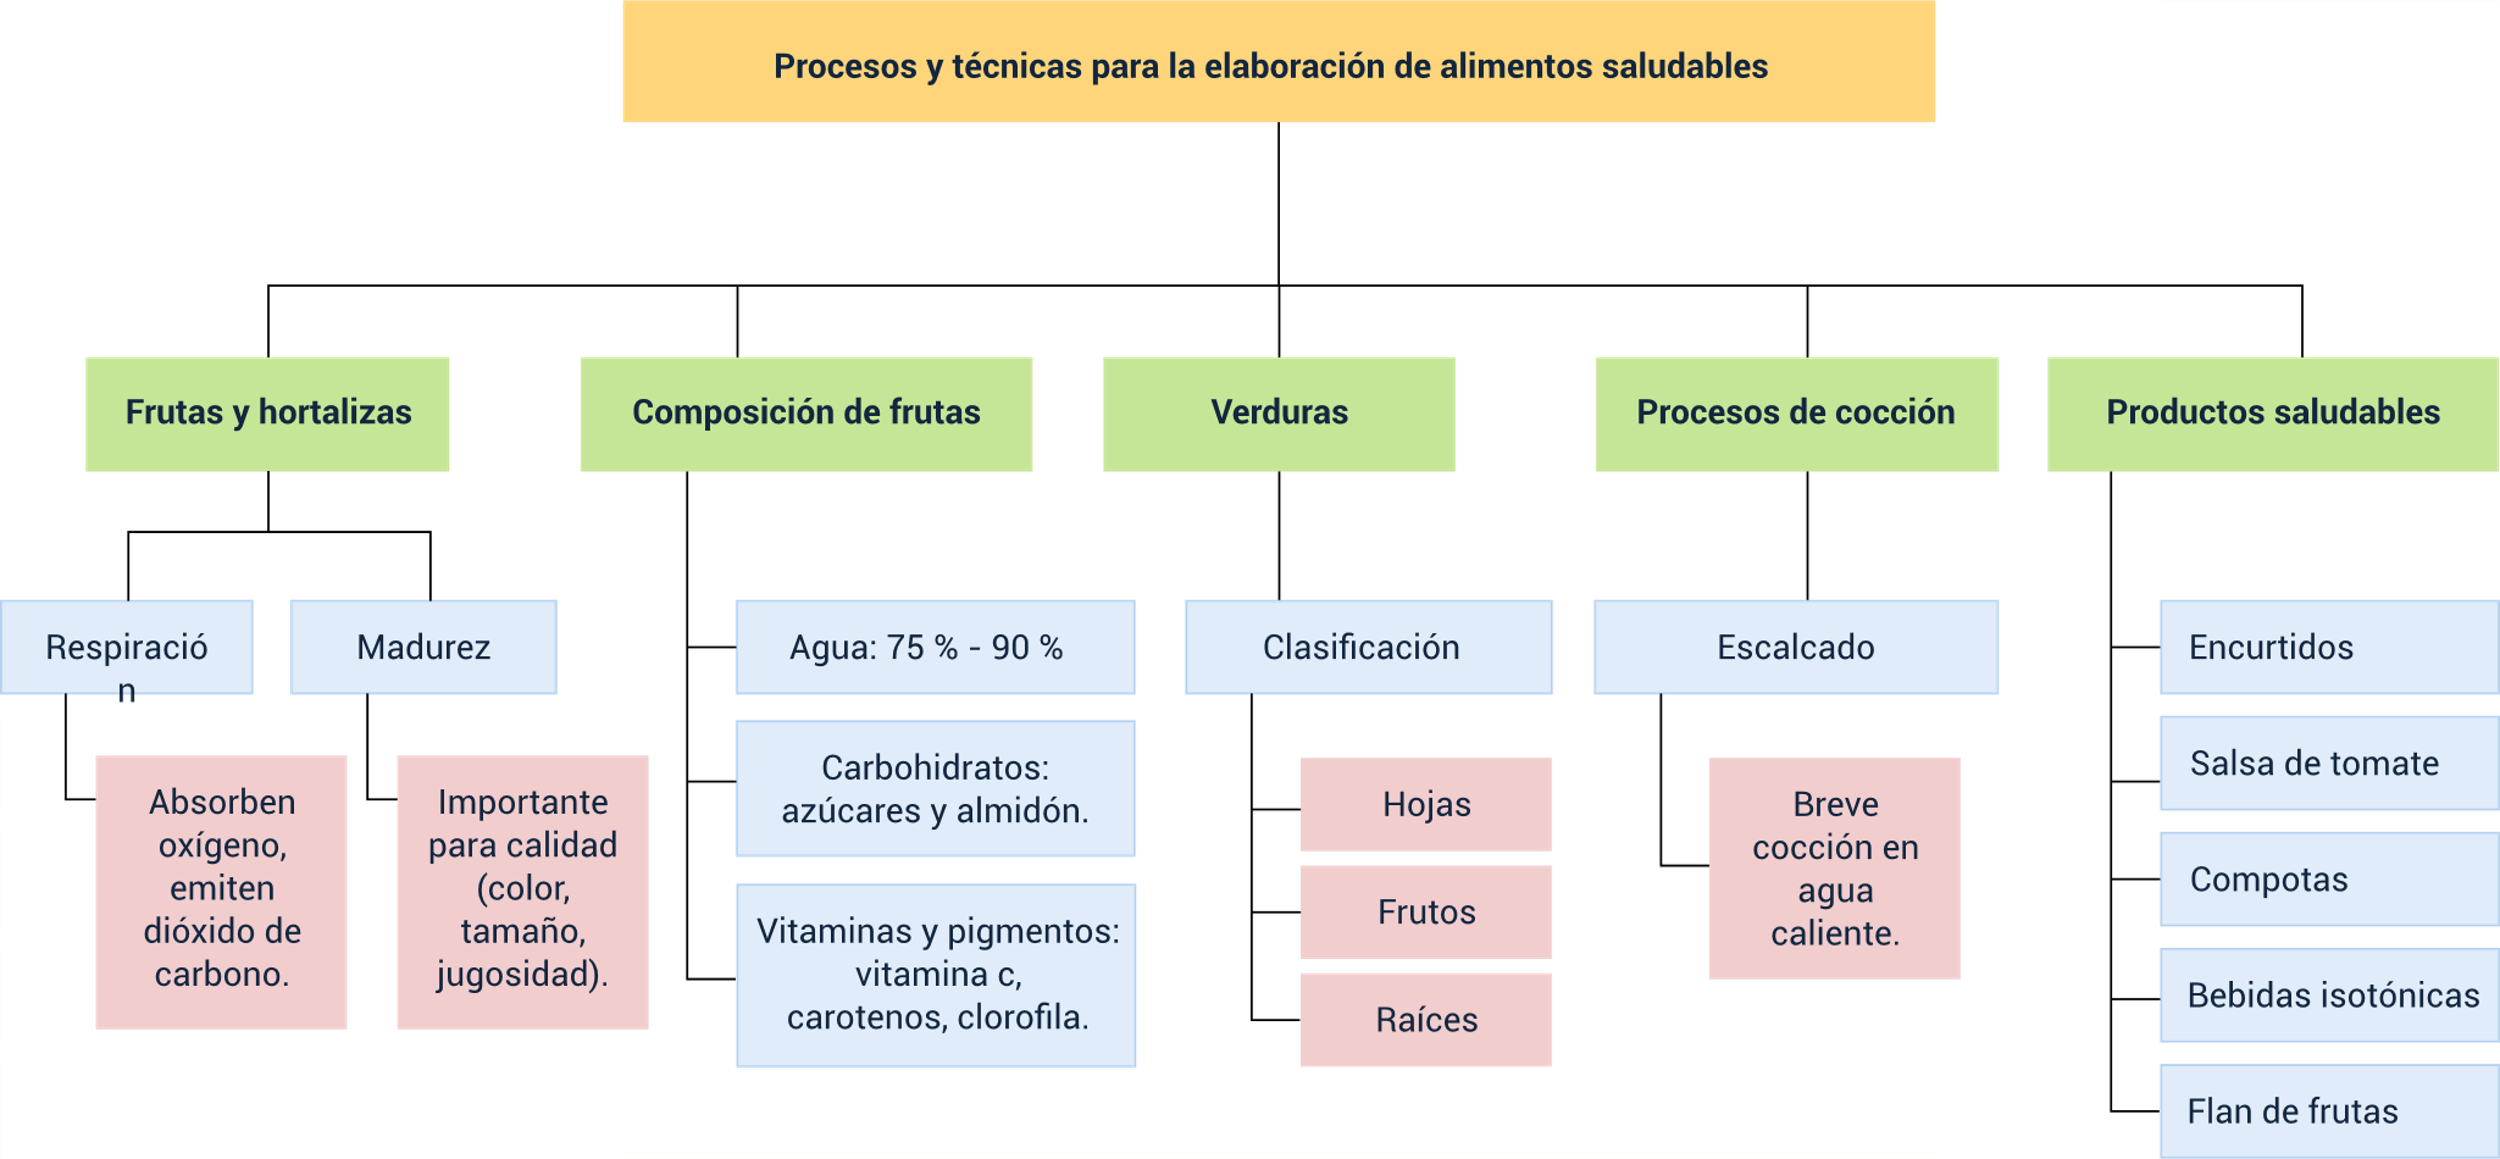 Procesos y técnicas para la elaboración de alimentos saludables
Frutas y hortalizas
Respiració
n
Absorben
oxígeno,
emiten
dióxido de
carbono.
Madurez
Importante
para calidad
(color,
tamaño,
jugosidad).
Composición de frutas
Agua: 75 % - 90 %
Carbohidratos:
azúcares y almidón.
Vitaminas y pigmentos:
vitamina c,
carotenos, clorofila.
Verduras
Clasificación
Hojas
Frutos
Raíces
Procesos de cocción
Escalcado
Breve
cocción en
agua
caliente.
Productos saludables
Encurtidos
Salsa de tomate
Compotas
Bebidas isotónicas
Flan de frutas